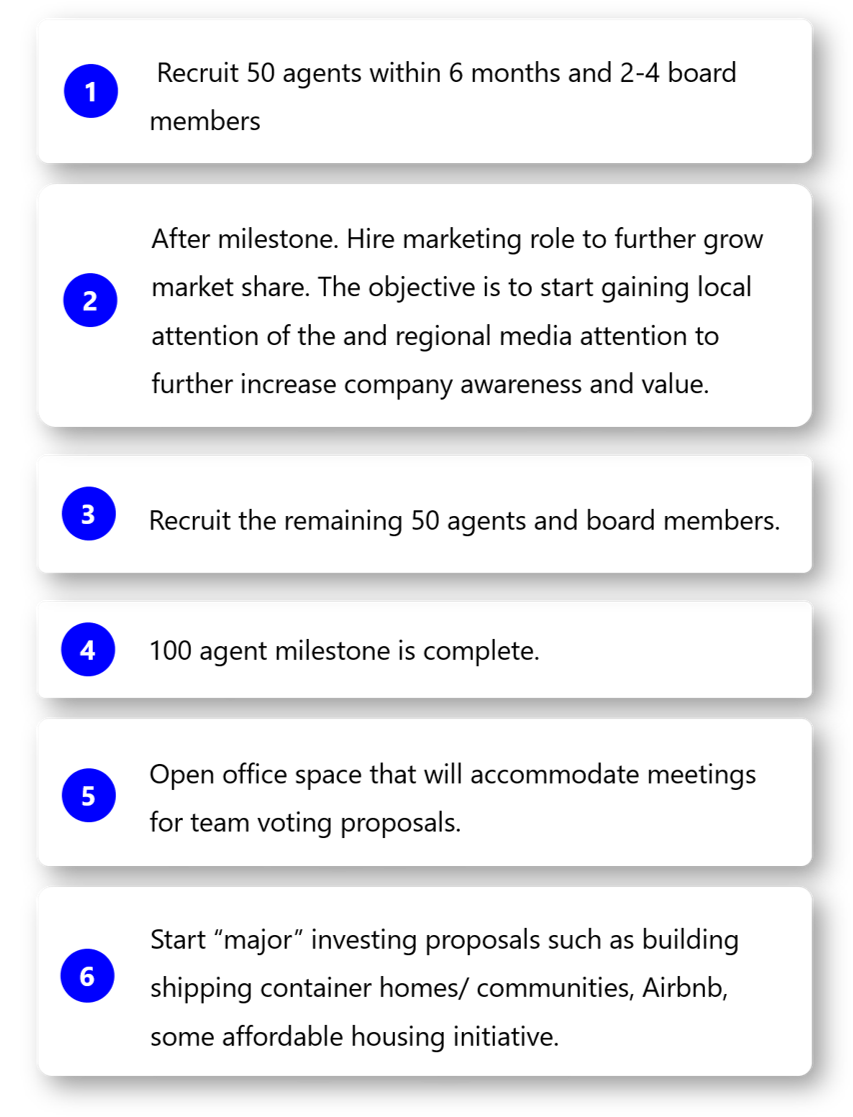 1
Recruit 50 agents within 6 months and 2-4 board
members
2
After milestone. Hire marketing role to further grow
market share. The objective is to start gaining local
attention of the and regional media attention to
further increase company awareness and value.
3
Recruit the remaining 50 agents and board members.
4
100 agent milestone is complete.
5
Open office space that will accommodate meetings
for team voting proposals.
6
Start “major” investing proposals such as building
shipping container homes/ communities, Airbnb,
some affordable housing initiative.